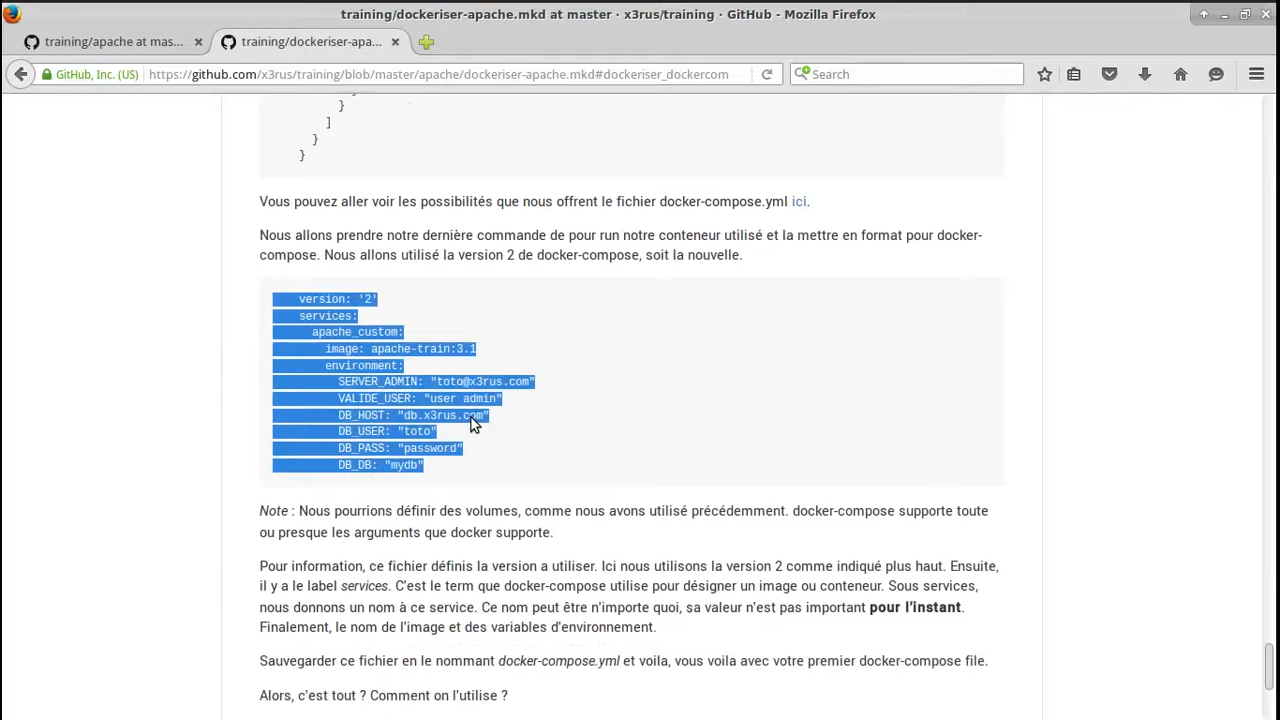 training/dockeriser-apache.mkd at master · x3rus/training · GitHub - Mozilla Firefox
training/apache at mas...
training/dockeriser-apa...
GitHub, Inc. (US)
https://github.com/x3rus/training/blob/master/apache/dockeriser-apache.mkd#dockeriser_dockercom
Search
}
]
}
}
Vous pouvez aller voir les possibilités que nous offrent le fichier docker-compose.yml ici.
Nous allons prendre notre dernière commande de pour run notre conteneur utilisé et la mettre en format pour docker-
compose. Nous allons utilisé la version 2 de docker-compose, soit la nouvelle.
version: '2'
services:
apache_custom:
image: apache-train:3.1
environment:
SERVER_ADMIN: "toto@x3rus.com"
VALIDE_USER: "user admin"
DB_HOST: "db.x3rus.com"
DB_USER: "toto"
DB_PASS: "password"
DB_DB: "mydb"
Note : Nous pourrions définir des volumes, comme nous avons utilisé précédemment. docker-compose supporte toute
ou presque les arguments que docker supporte.
Pour information, ce fichier définis la version a utiliser. Ici nous utilisons la version 2 comme indiqué plus haut. Ensuite,
il y a le label services. C'est le term que docker-compose utilise pour désigner un image ou conteneur. Sous services,
nous donnons un nom à ce service. Ce nom peut être n'importe quoi, sa valeur n'est pas important pour l'instant.
Finalement, le nom de l'image et des variables d'environnement.
Sauvegarder ce fichier en le nommant docker-compose.yml et voila, vous voila avec votre premier docker-compose file.
Alors, c'est tout ? Comment on l'utilise ?